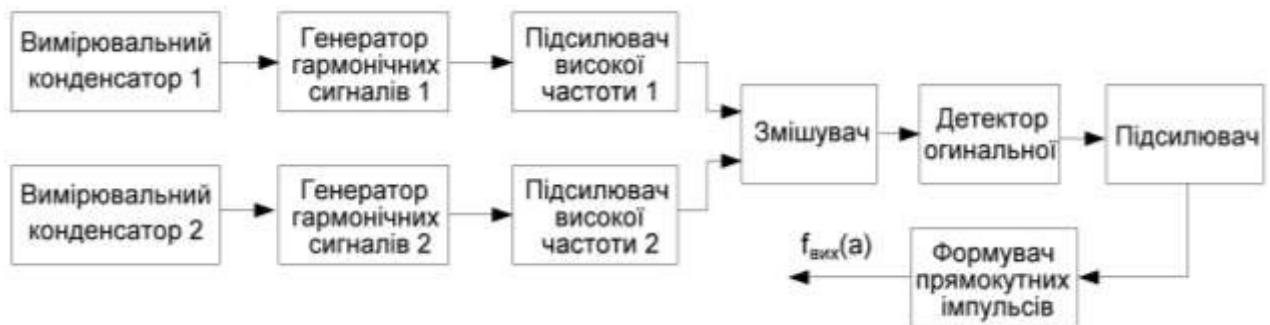 Вимірювальний
конденсатор 1
Генератор
гармонічних
сигналів 1
Підсилювач
високої
частоти 1
Змішувач
Детектор
огинальної
Підсилювач
Вимірювальний
конденсатор 2
Генератор
гармонічних
сигналів 2
Підсилювач
високої
частоти 2
fвих(a)
Формувач
прямокутних
імпульсів